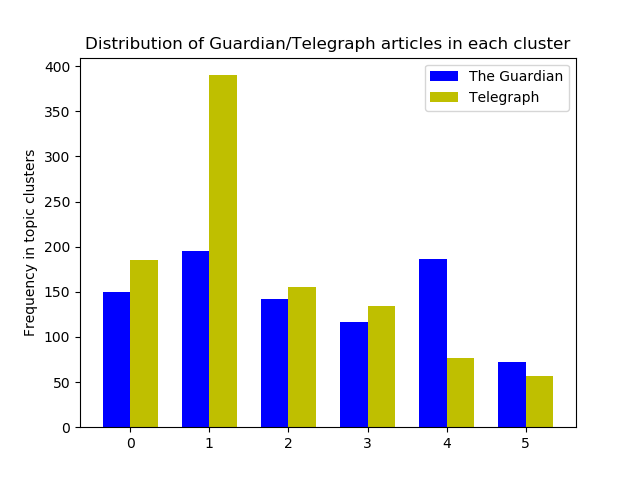 Distribution of Guardian/Telegraph articles in each cluster
The Guardian
Telegraph
Frequency in topic clusters
400
350
300
250
200
150
100
50
0
0 1 2 3 4 5